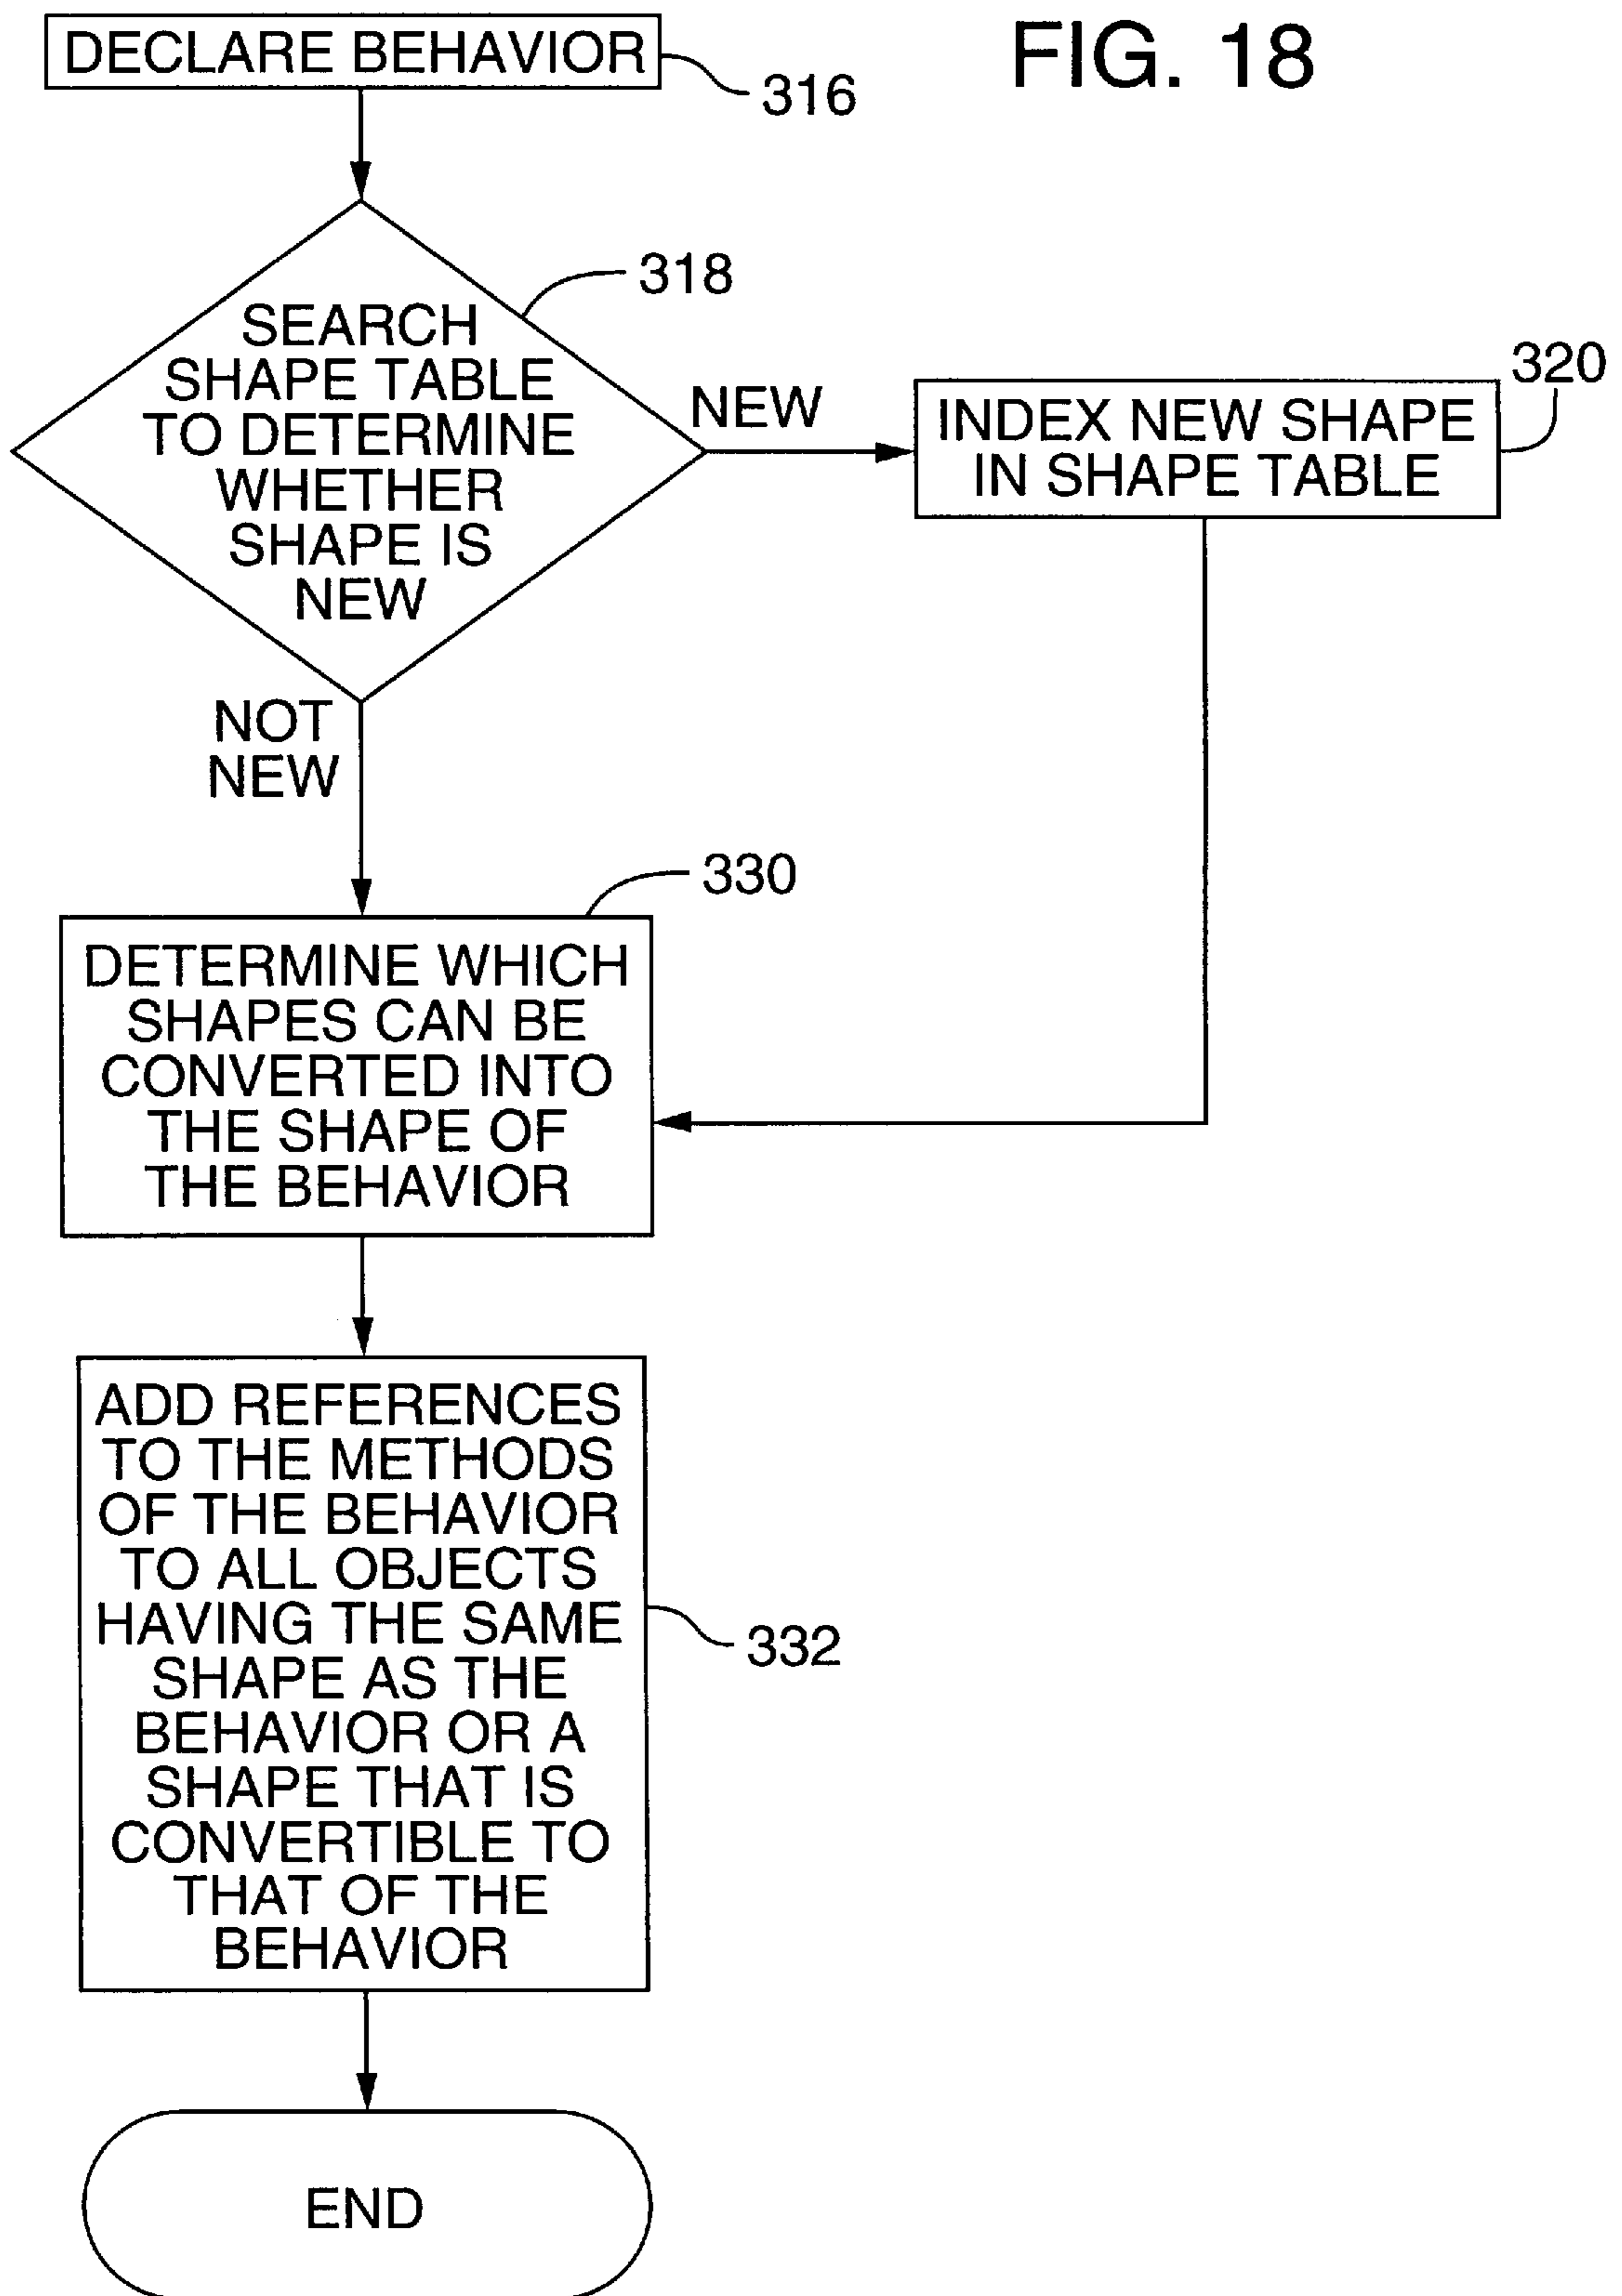 FIG. 18
DECLARE BEHAVIOR
316
318
SEARCH
SHAPE TABLE
TO DETERMINE
WHETHER
SHAPE IS
NEW
NEW
320
INDEX NEW SHAPE
IN SHAPE TABLE
NOT
NEW
330
DETERMINE WHICH
SHAPES CAN BE
CONVERTED INTO
THE SHAPE OF
THE BEHAVIOR
ADD REFERENCES
TO THE METHODS
OF THE BEHAVIOR
TO ALL OBJECTS
HAVING THE SAME
SHAPE AS THE
BEHAVIOR OR A
SHAPE THAT IS
CONVERTIBLE TO
THAT OF THE
BEHAVIOR
332
END